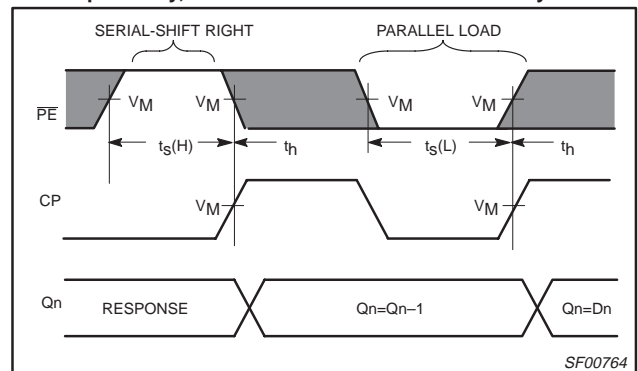 SERIAL-SHIFT RIGHT PARALLEL LOAD
PE VM VM VM VM
ts(H) th ts(L) th
CP VM VM
Qn RESPONSE Qn=Qn–1 Qn=Dn
SF00764